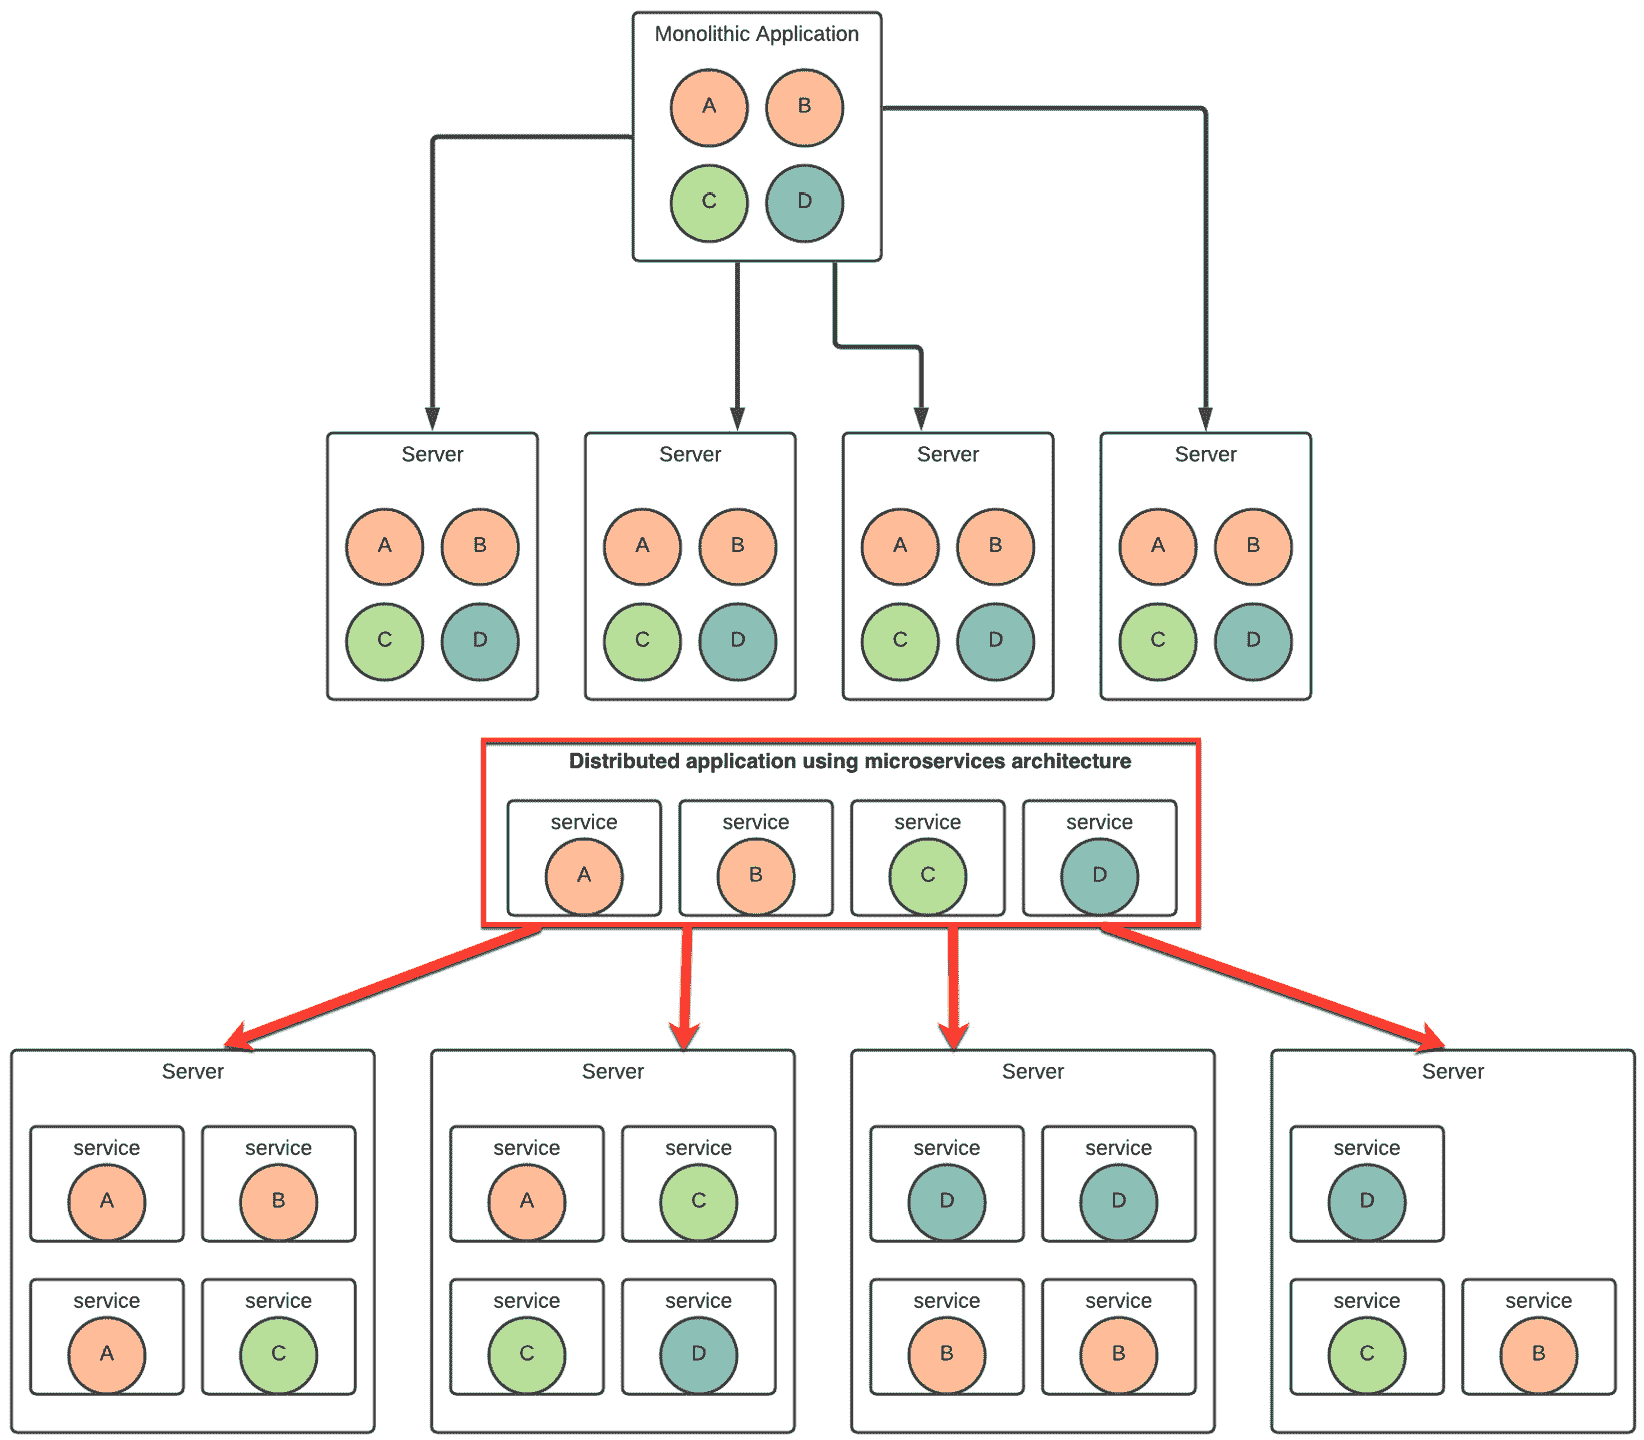 Monolithic Application
A B
C D
Server Server Server Server
A B A B A B A B
C D C D C D C D
Distributed application using microservices architecture
service service service service
A B C D
Server Server Server Server
service service service service service service service
A B A C D D D
service service service service service service service service
A C C D B B C B